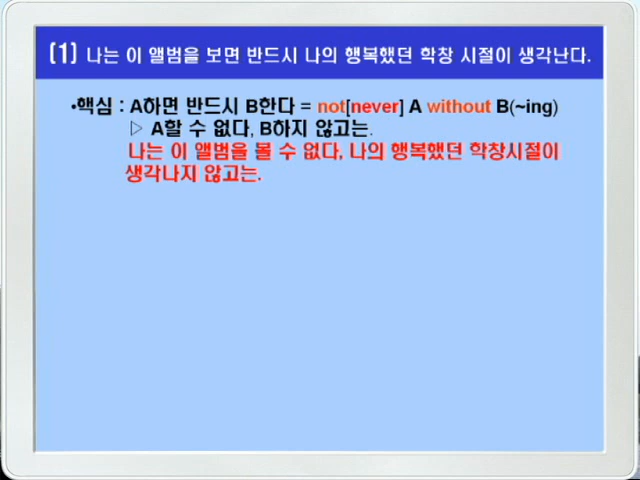 (1) 나는 이 앨범을 보면 반드시 나의 행복했던 학창 시절이 생각난다.
•핵심 : A하면 반드시 B한다 = not[never] A without B(~ing)
▷ A할 수 없다, B하지 않고는.
나는 이 앨범을 볼 수 없다, 나의 행복했던 학창시절이
생각나지 않고는.